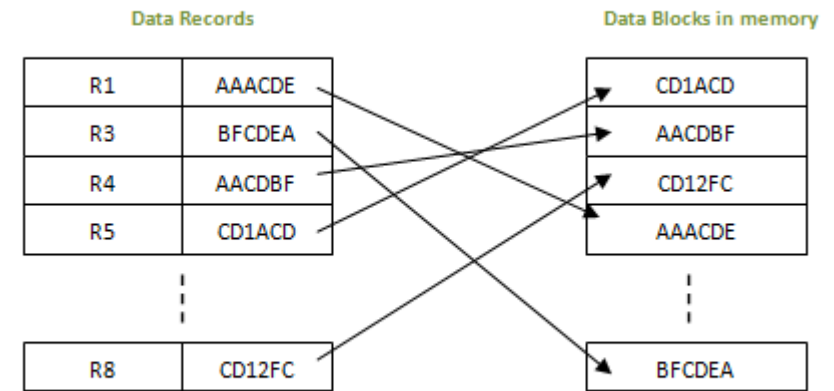 Data Records Data Blocks in memory
R1 AAACDE CD1ACD
R3 BFCDEA AACDBF
R4 AACDBF CD12FC
R5 CD1ACD AAACDE
R8 CD12FC BFCDEA